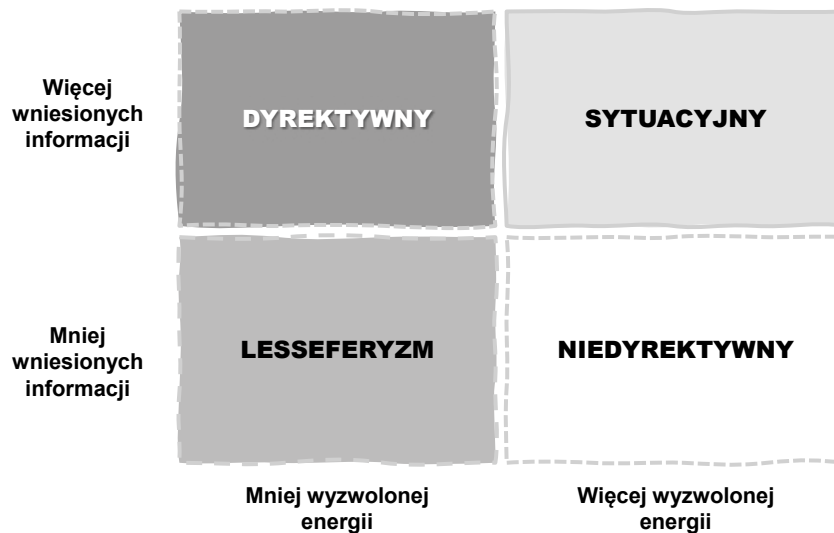 Więcej
wniesionych
informacji
DYREKTYWNY
SYTUACYJNY
Mniej
wniesionych
informacji
LESSEFERYZM
NIEDYREKTYWNY
Mniej wyzwolonej
energii
Więcej wyzwolonej
energii